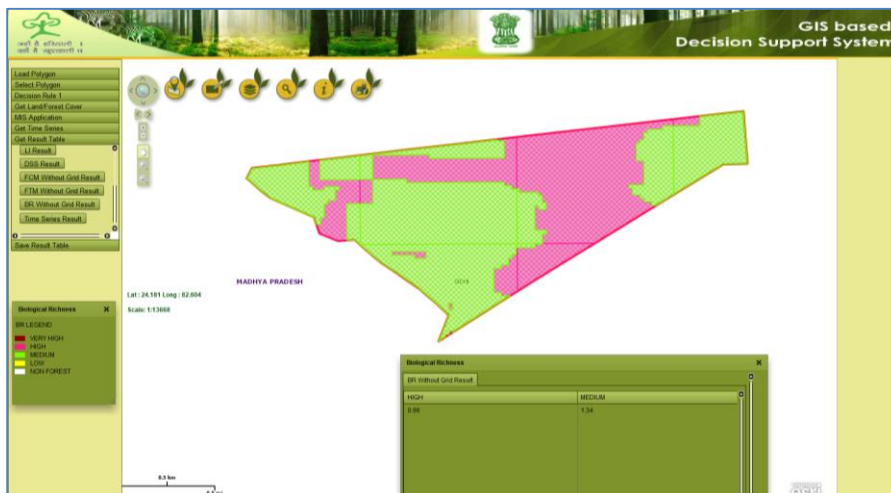 GIS based
Decision Support System
Load Polygon
Select Polygon
Decision Rule 1
Get Land/Forest Cover
MIS Application
Get Time Series
Get Result Table
LI Result
DSS Result
FCM Without Grid Result
FTM Without Grid Result
BR Without Grid Result
Time Series Result
Save Result Table
MADHYA PRADESH
Lat : 24.181 Long : 82.604
Scale: 1:13668
Biological Richness
BR LEGEND
VERY HIGH
HIGH
MEDIUM
LOW
NON FOREST
Biological Richness
BR Without Grid Result
HIGH MEDIUM
1.34
0.3 km
esri